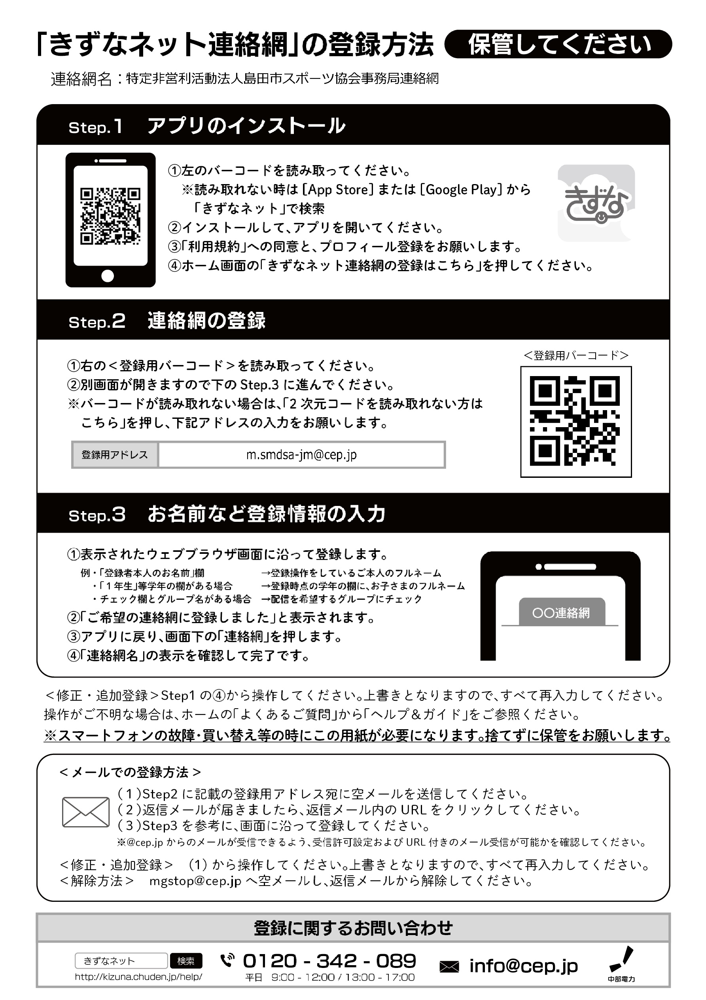 「きずなネット連絡網」の登録方法 保管してください
連絡網名：特定非営利活動法人島田市スポーツ協会事務局連絡網
Step.1 アプリのインストール
①左のバーコードを読み取ってください。
※読み取れない時は［App Store］または［Google Play］から
「きずなネット」で検索
②インストールして、アプリを開いてください。
③「利用規約」への同意と、プロフィール登録をお願いします。
④ホーム画面の「きずなネット連絡網の登録はこちら」を押してください。
きずな
Step.2 連絡網の登録
①右の＜登録用バーコード＞を読み取ってください。
②別画面が開きますので下の Step.3 に進んでください。
※バーコードが読み取れない場合は、「2 次元コードを読み取れない方は
こちら」を押し、下記アドレスの入力をお願いします。
登録用アドレス m.smdsa-jm@cep.jp
＜登録用バーコード＞
Step.3 お名前など登録情報の入力
①表示されたウェブブラウザ画面に沿って登録します。
例・「登録者本人のお名前」欄 →登録操作をしているご本人のフルネーム
・「１年生」等学年の欄がある場合 →登録時点の学年の欄に、お子さまのフルネーム
・チェック欄とグループ名がある場合 →配信を希望するグループにチェック
②「ご希望の連絡網に登録しました」と表示されます。
③アプリに戻り、画面下の「連絡網」を押します。
④「連絡網名」の表示を確認して完了です。
〇〇連絡網
＜修正・追加登録＞Step1 の④から操作してください。上書きとなりますので、すべて再入力してください。
操作がご不明な場合は、ホームの「よくあるご質問」から「ヘルプ＆ガイド」をご参照ください。
※スマートフォンの故障・買い替え等の時にこの用紙が必要になります。捨てずに保管をお願いします。
＜メールでの登録方法＞
（１）Step2 に記載の登録用アドレス宛に空メールを送信してください。
（２）返信メールが届きましたら、返信メール内の URL をクリックしてください。
（３）Step3 を参考に、画面に沿って登録してください。
※@cep.jp からのメールが受信できるよう、受信許可設定および URL 付きのメール受信が可能かを確認してください。
＜修正・追加登録＞ （1）から操作してください。上書きとなりますので、すべて再入力してください。
＜解除方法＞ mgstop@cep.jp へ空メールし、返信メールから解除してください。
登録に関するお問い合わせ
きずなネット 検索
http://kizuna.chuden.jp/help/
0120 - 342 - 089
平日 9:00 - 12:00 / 13:00 - 17:00
info@cep.jp
中部電力